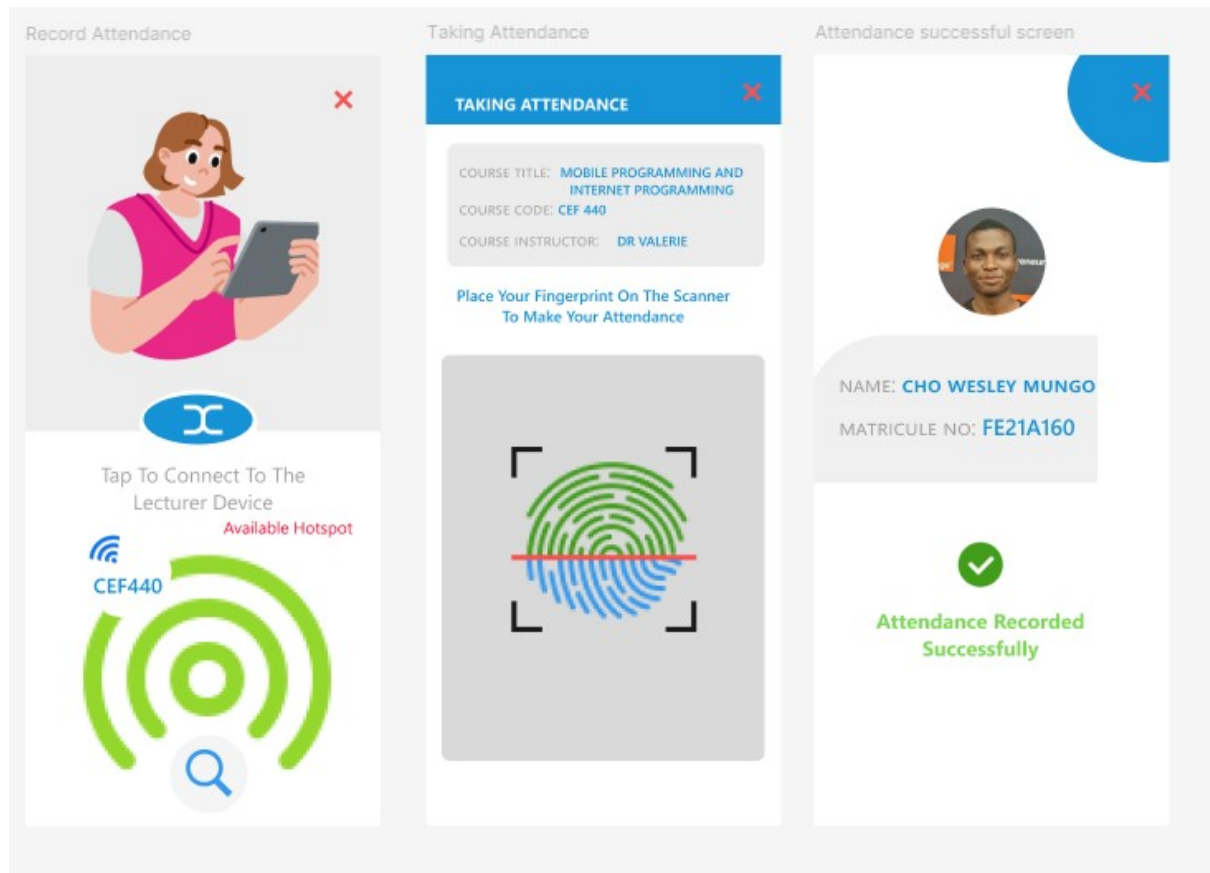 Record Attendance
Tap To Connect To The
Lecturer Device
Available Hotspot
CEF440
Taking Attendance
TAKING ATTENDANCE
COURSE TITLE: MOBILE PROGRAMMING AND
INTERNET PROGRAMMING
COURSE CODE: CEF 440
COURSE INSTRUCTOR: DR VALERIE
Place Your Fingerprint On The Scanner
To Make Your Attendance
Attendance successful screen
NAME: CHO WESLEY MUNGO
MATRICULE NO: FE21A160
Attendance Recorded
Successfully